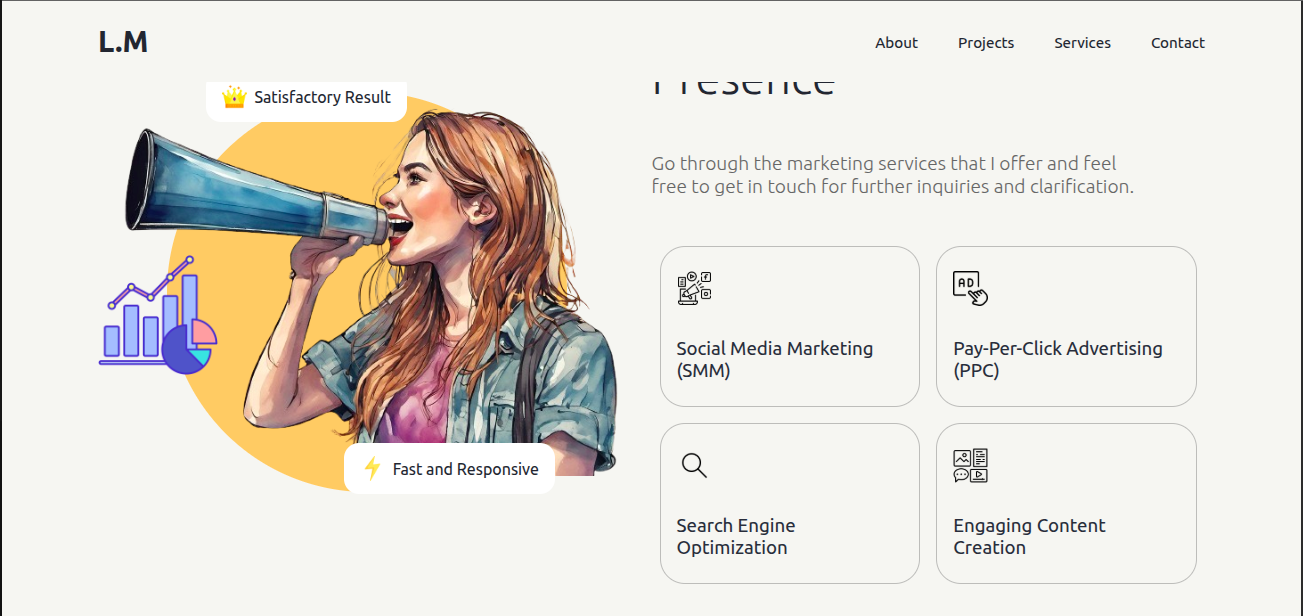 L.M
About
Projects
Services
Contact
Satisfactory Result
Presence
Go through the marketing services that I offer and feel
free to get in touch for further inquiries and clarification.
AD
Social Media Marketing
(SMM)
Pay-Per-Click Advertising
(PPC)
Fast and Responsive
Search Engine
Optimization
Engaging Content
Creation